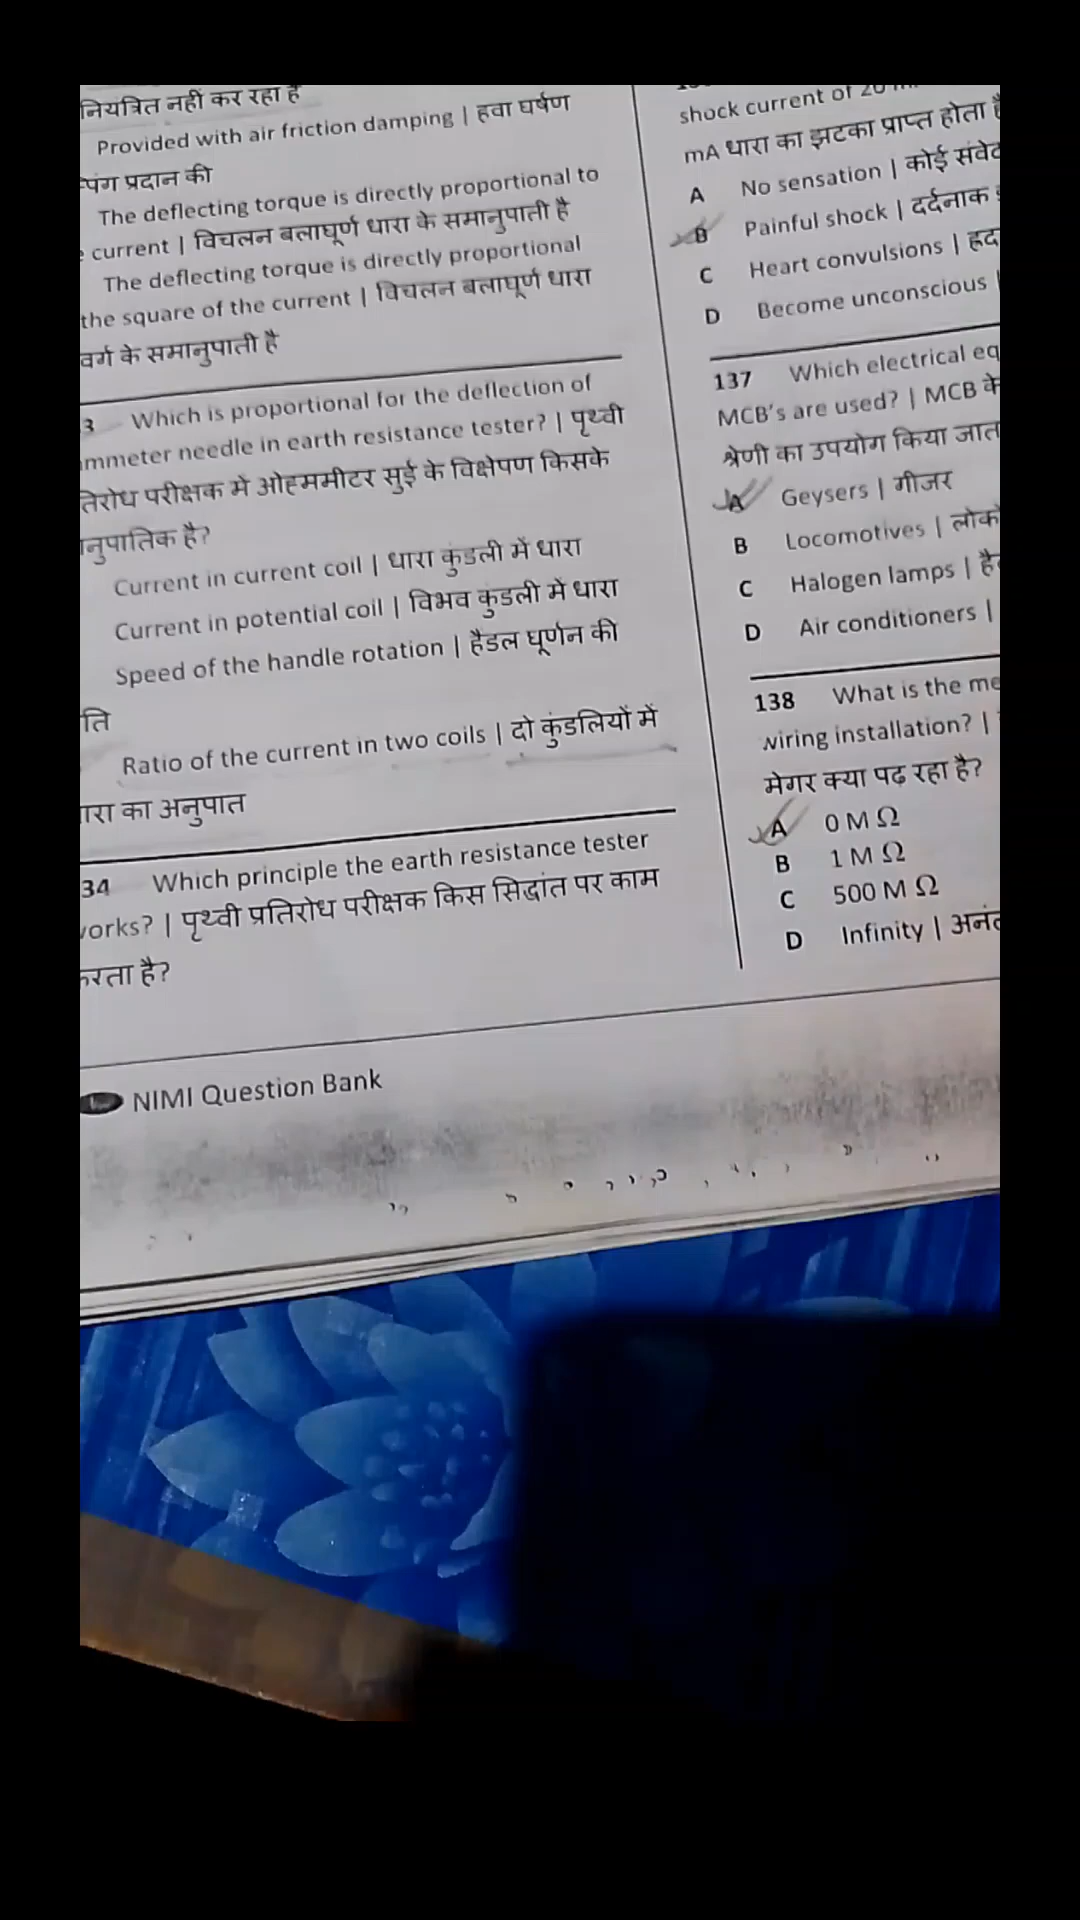 नियंत्रित नहीं कर रहा है
Provided with air friction damping | हवा घर्षण
प्रदान की
The deflecting torque is directly proportional to
current | विचलन बलाघूर्ण धारा के समानुपाती है
The deflecting torque is directly proportional
the square of the current | विचलन बलाघूर्ण धारा
वर्ग के समानुपाती है
3 Which is proportional for the deflection of
mmeter needle in earth resistance tester? | पृथ्वी
तिरोध परीक्षक में ओहममीटर सुई के विक्षेपण किसके
नुपातिक है?
Current in current coil | धारा कुंडली में धारा
Current in potential coil | विभव कुंडली में धारा
Speed of the handle rotation | हैडल घूर्णन की
ति
Ratio of the current in two coils | दो कुंडलियों में
ारा का अनुपात
34 Which principle the earth resistance tester
orks? | पृथ्वी प्रतिरोध परीक्षक किस सिद्धांत पर काम
करता है?
NIMI Question Bank
shock current of 20
mA धारा का झटका प्राप्त होता
A No sensation | कोई
B Painful shock | दर्दनाक
C Heart convulsions |
D Become unconscious |
137 Which electrical eq
MCB's are used? | MCB के
श्रेणी का उपयोग किया जात
A Geysers | गीजर
B Locomotives | लोको
C Halogen lamps |
D Air conditioners |
138 What is the me
wiring installation? |
मेगर क्या पढ़ रहा है?
A 0 M Ω
B 1 M Ω
C 500 M Ω
D Infinity | अनंत